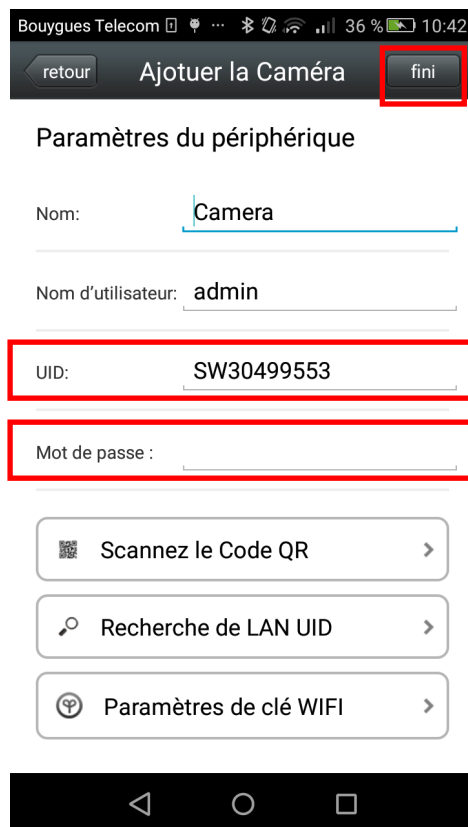 Bouygues Telecom ... 36 % 10:42
retour Ajotuer la Caméra fini
Paramètres du périphérique
Nom: Camera
Nom d'utilisateur: admin
UID: SW30499553
Mot de passe :
Scannez le Code QR
Recherche de LAN UID
Paramètres de clé WIFI